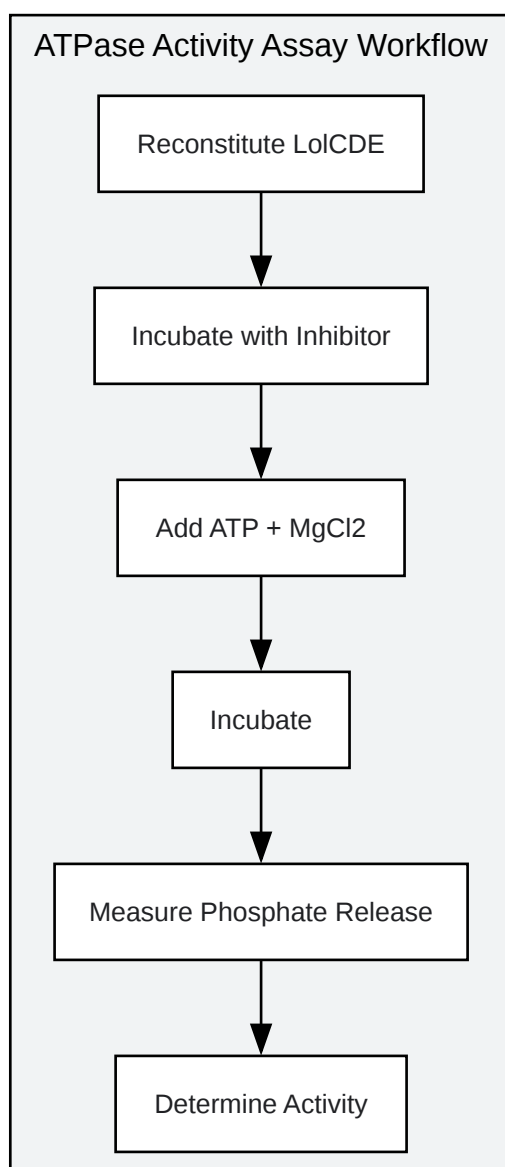 ATPase Activity Assay Workflow
Reconstitute LolCDE
Incubate with Inhibitor
Add ATP + MgCl2
Incubate
Measure Phosphate Release
Determine Activity